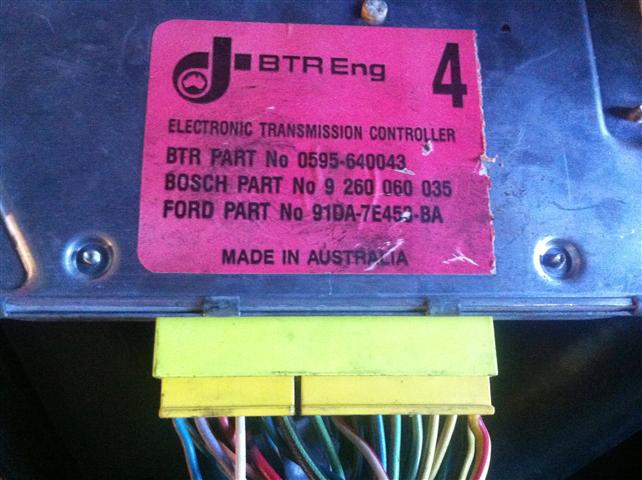 BTR Eng 4
ELECTRONIC TRANSMISSION CONTROLLER
BTR PART No 0595-640043
BOSCH PART No 9 260 060 035
FORD PART No 91DA-7E453-BA
MADE IN AUSTRALIA